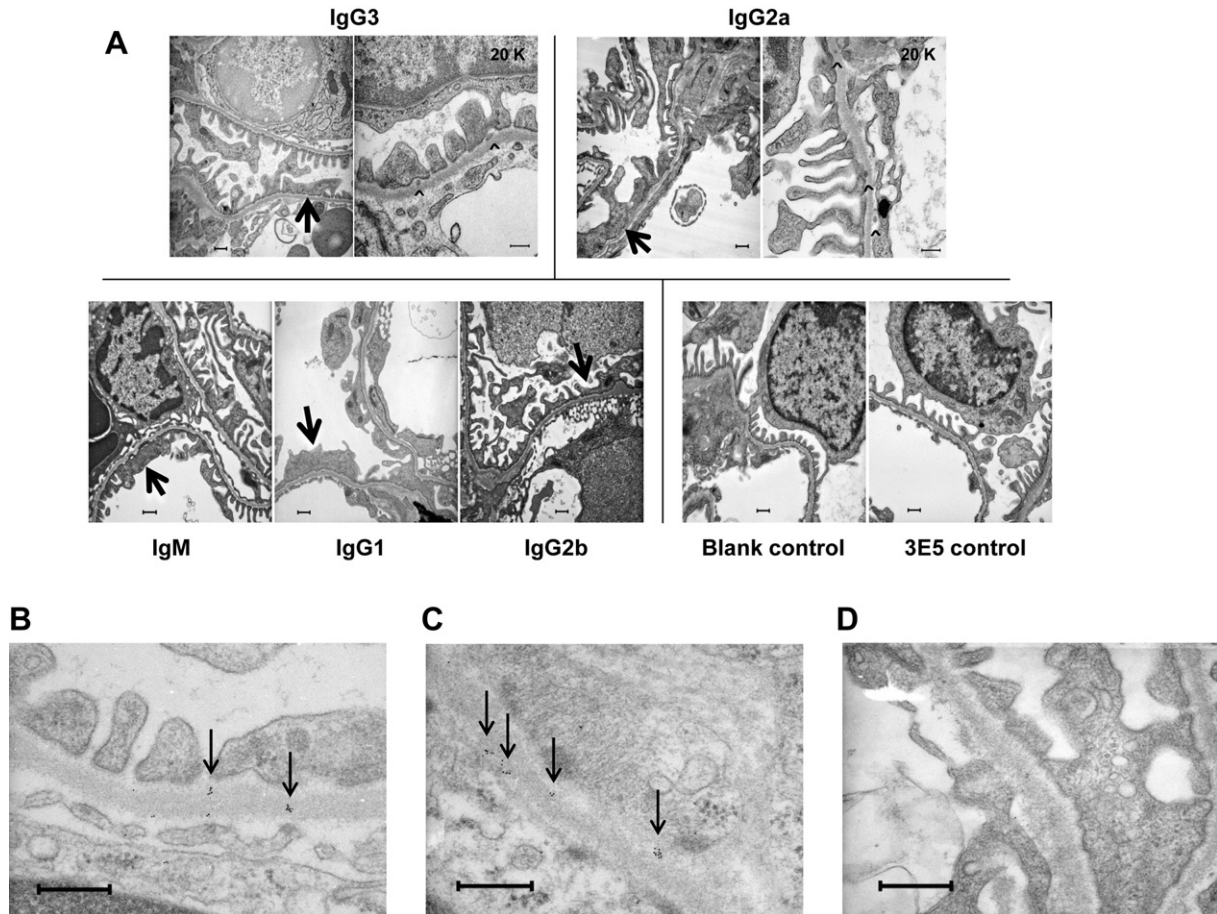 IgG3
IgG2a
A
20 K
20 K
IgM
IgG1
IgG2b
Blank control
3E5 control
B
C
D